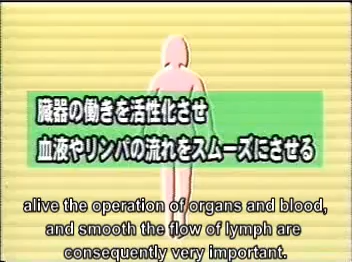 臓器の働きを活性化させ
血液やリンパの流れをスムーズにさせる
alive the operation of organs and blood,
and smooth the flow of lymph are
consequently very important.